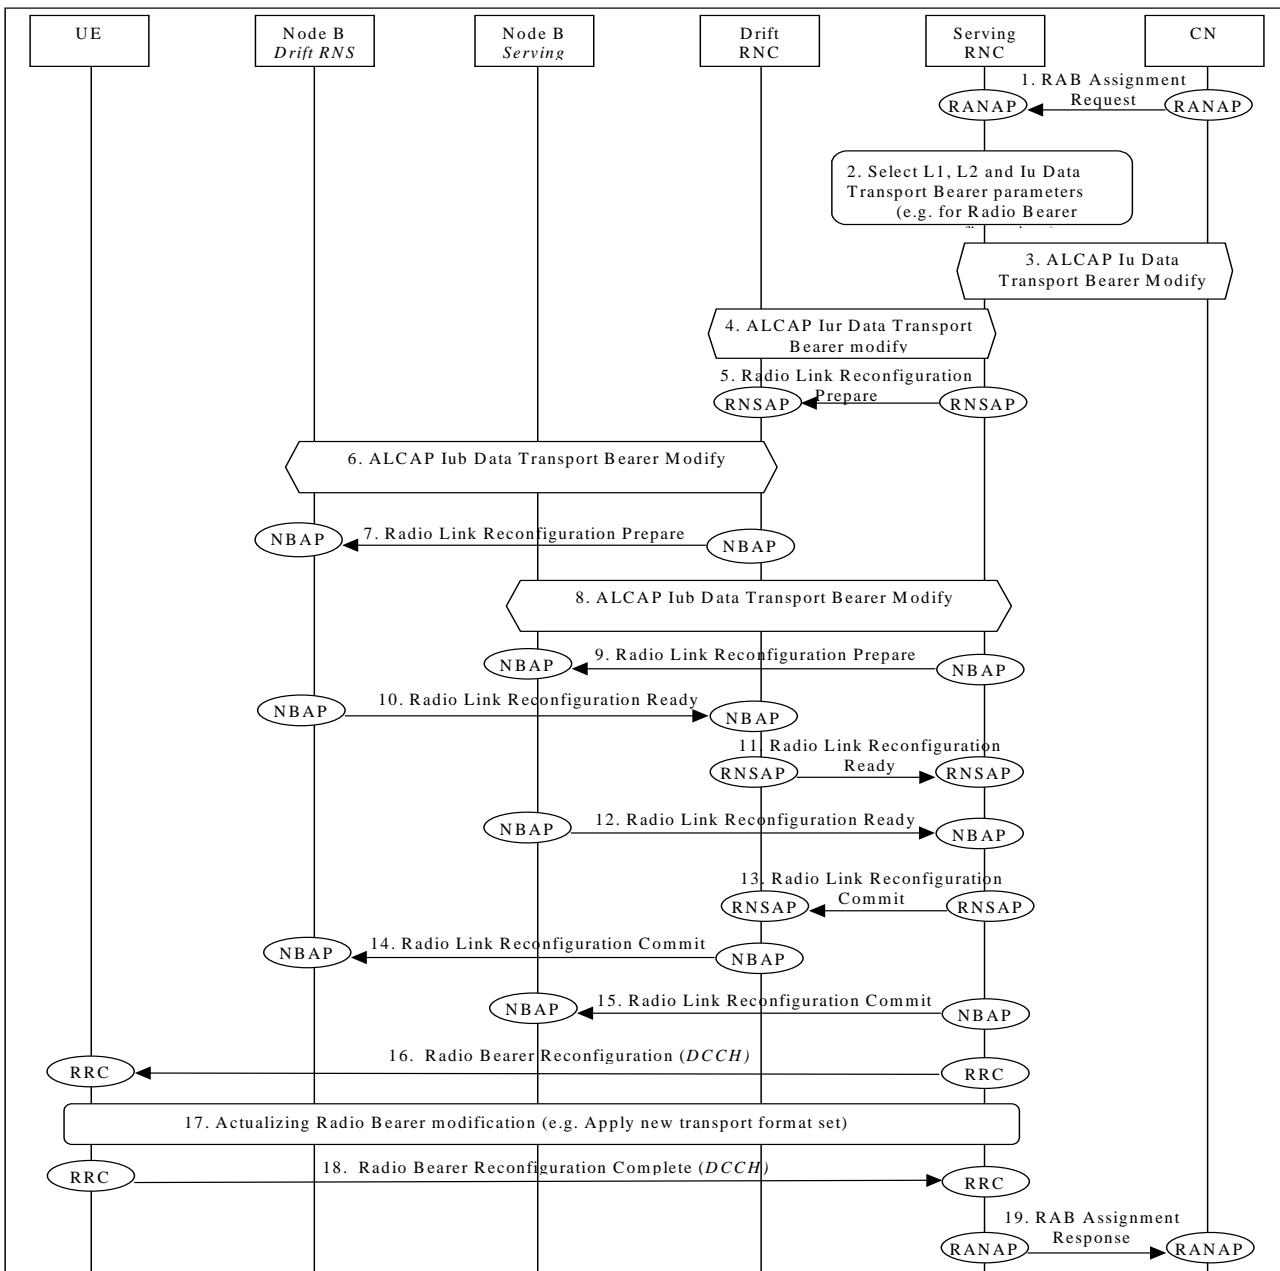 UE
Node B
Drift RNS
Node B
Serving
Drift
RNC
Serving
RNC
CN
1. RAB Assignment
Request
RANAP
RANAP
2. Select L1, L2 and Iu Data
Transport Bearer parameters
(e.g. for Radio Bearer
3. ALCAP Iu Data
Transport Bearer Modify
4. ALCAP Iur Data Transport
Bearer modify
5. Radio Link Reconfiguration
Prepare
RNSAP
RNSAP
6. ALCAP Iub Data Transport Bearer Modify
7. Radio Link Reconfiguration Prepare
NBAP
NBAP
8. ALCAP Iub Data Transport Bearer Modify
9. Radio Link Reconfiguration Prepare
NBAP
NBAP
10. Radio Link Reconfiguration Ready
NBAP
NBAP
11. Radio Link Reconfiguration
Ready
RNSAP
RNSAP
12. Radio Link Reconfiguration Ready
NBAP
NBAP
13. Radio Link Reconfiguration
Commit
RNSAP
RNSAP
14. Radio Link Reconfiguration Commit
NBAP
NBAP
15. Radio Link Reconfiguration Commit
NBAP
NBAP
16. Radio Bearer Reconfiguration (DCCH)
RRC
RRC
17. Actualizing Radio Bearer modification (e.g. Apply new transport format set)
18. Radio Bearer Reconfiguration Complete (DCCH)
RRC
RRC
19. RAB Assignment
Response
RANAP
RANAP